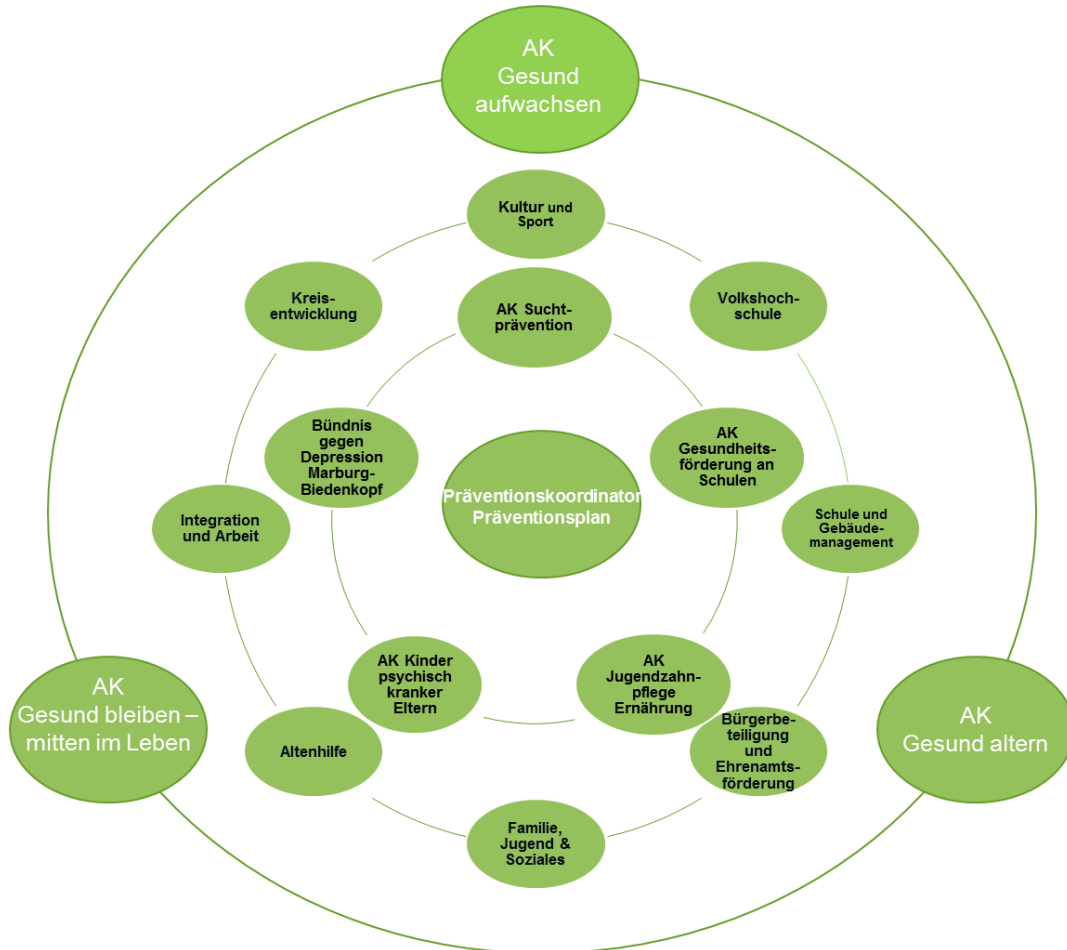 AK
Gesund
aufwachsen
Kultur und
Sport
Kreis-
entwicklung
Volkshoch-
schule
AK Sucht-
prävention
Bündnis
gegen
Depression
Marburg-
Biedenkopf
AK
Gesundheits-
förderung an
Schulen
Präventionskoordinator
Präventionsplan
Integration
und Arbeit
Schule und
Gebäude-
management
AK Kinder
psychisch
kranker
Eltern
AK
Jugendzahn-
pflege
Ernährung
AK
Gesund bleiben –
mitten im Leben
AK
Gesund altern
Altenhilfe
Bürgerbe-
teiligung
und
Ehrenamts-
förderung
Familie,
Jugend &
Soziales